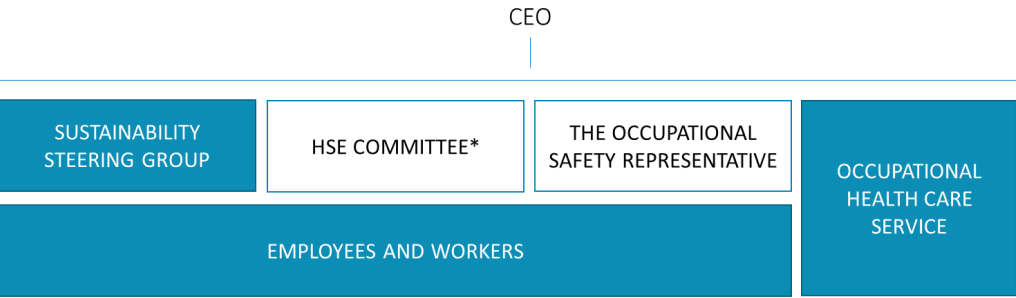 CEO
SUSTAINABILITY
STEERING GROUP
HSE COMMITTEE*
THE OCCUPATIONAL
SAFETY REPRESENTATIVE
OCCUPATIONAL
HEALTH CARE
SERVICE
EMPLOYEES AND WORKERS